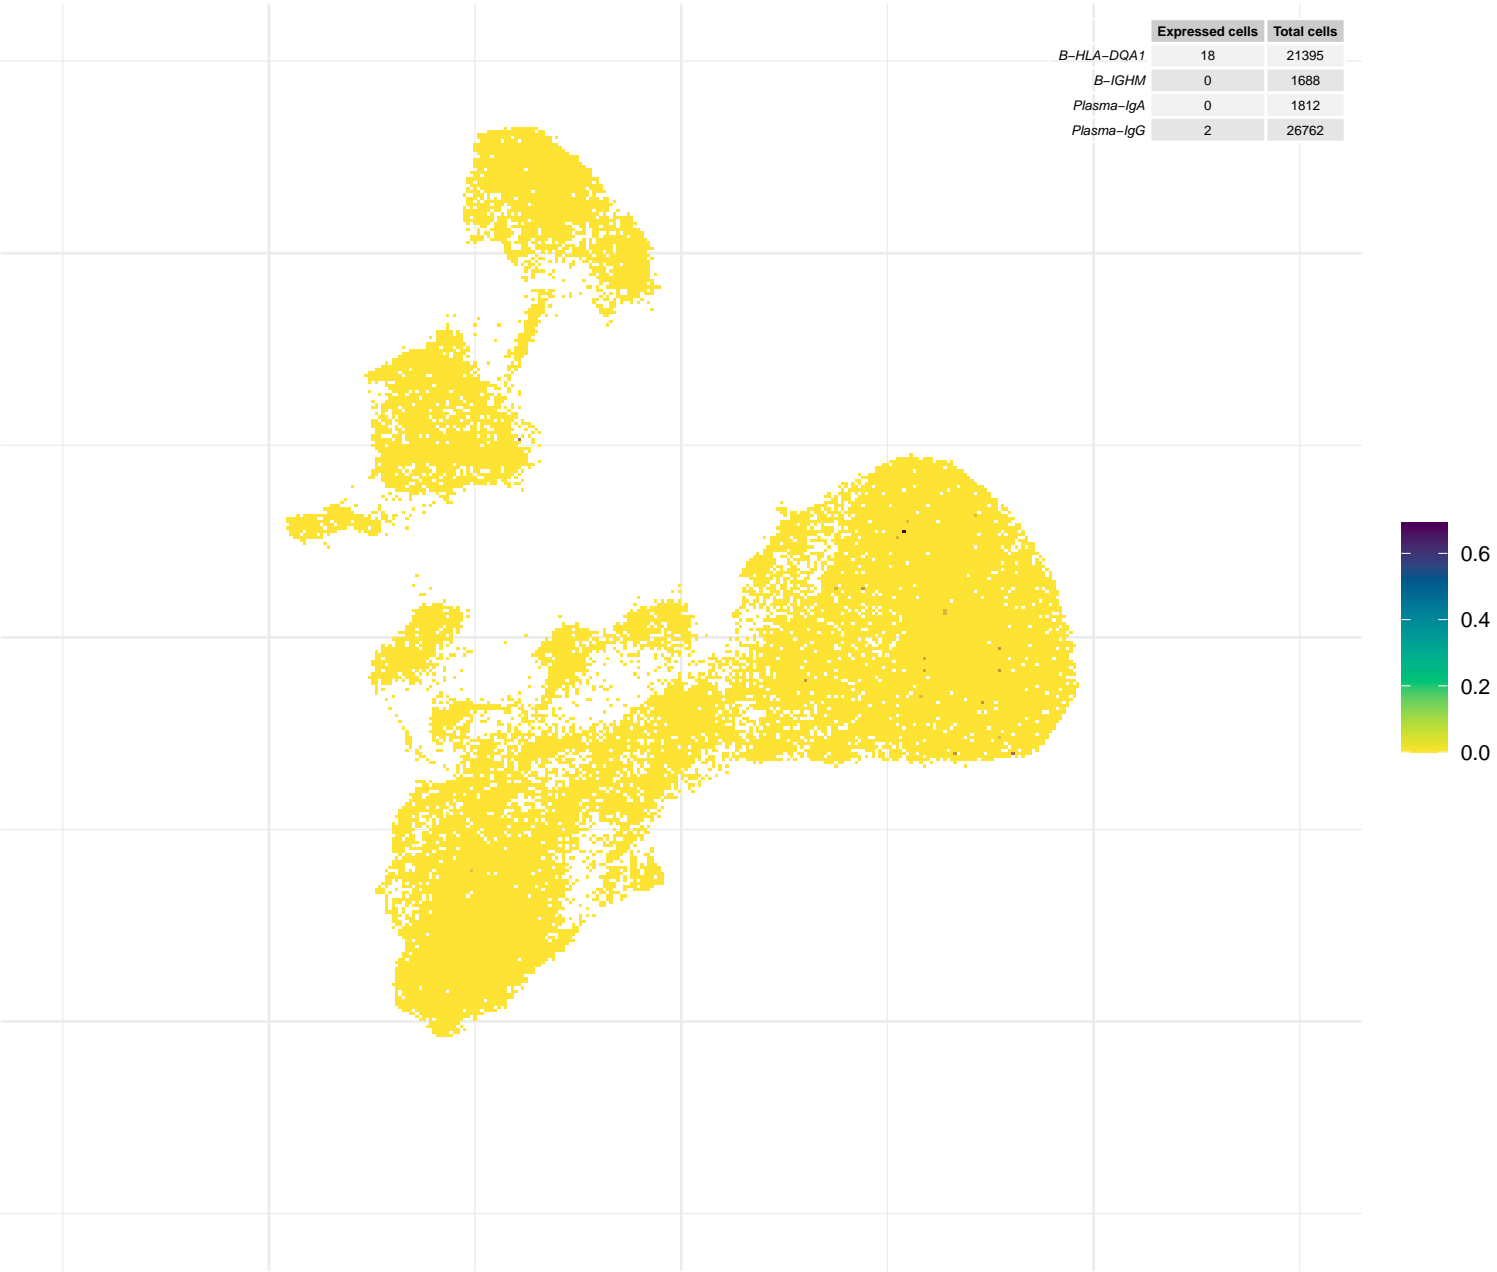 Expressed cells Total cells
B−HLA−DQA1 18 21395
B−IGHM 0 1688
Plasma−IgA 0 1812
Plasma−IgG 2 26762
0.6
0.4
0.2
0.0